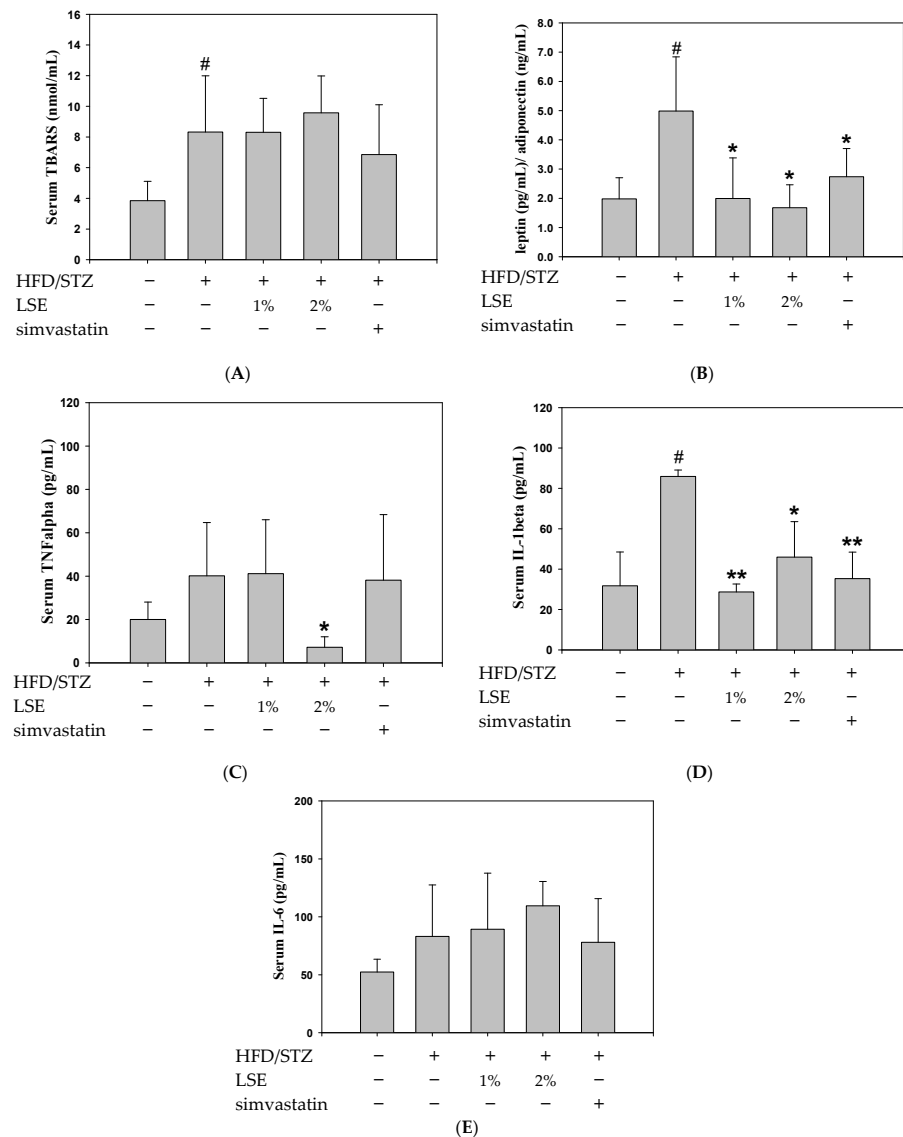 16
14
12
10
8
6
4
2
0
Serum TBARS (nmol/mL)
#
HFD/STZ − + + + +
LSE − − 1% 2% −
simvastatin − − − − +
(A)
8.0
7.0
6.0
5.0
4.0
3.0
2.0
1.0
0.0
leptin (pg/mL)/ adiponectin (ng/mL)
#
*
*
*
− + + + +
− − 1% 2% −
− − − − +
(B)
120
100
80
60
40
20
0
Serum TNFalpha (pg/mL)
*
HFD/STZ − + + + +
LSE − − 1% 2% −
simvastatin − − − − +
(C)
120
100
80
60
40
20
0
Serum IL-1beta (pg/mL)
#
**
*
**
HFD/STZ − + + + +
LSE − − 1% 2% −
simvastatin − − − − +
(D)
200
150
100
50
0
Serum IL-6 (pg/mL)
HFD/STZ − + + + +
LSE − − 1% 2% −
simvastatin − − − − +
(E)